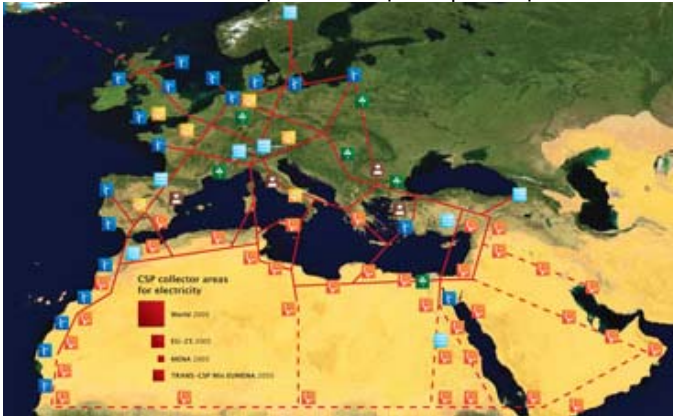 CSP collector areas
for electricity
World 2005
EU-25 2005
MENA 2005
TRANS-CSP Mix EUMENA 2050